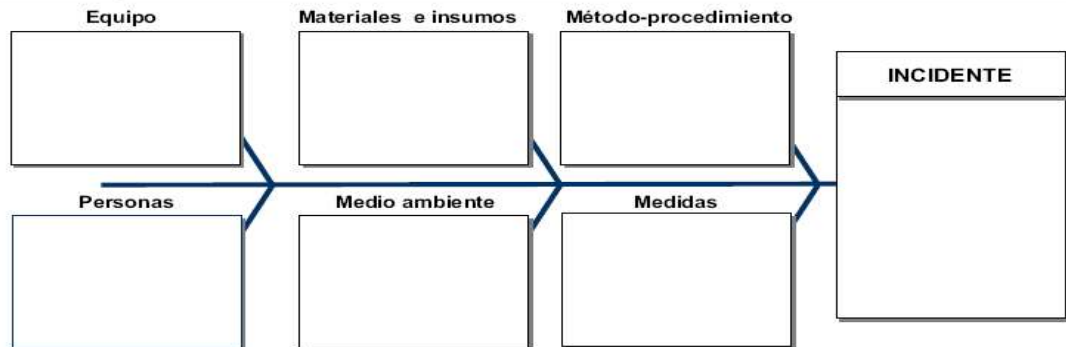 Equipo
Materiales e insumos
Método-procedimiento
INCIDENTE
Personas
Medio ambiente
Medidas